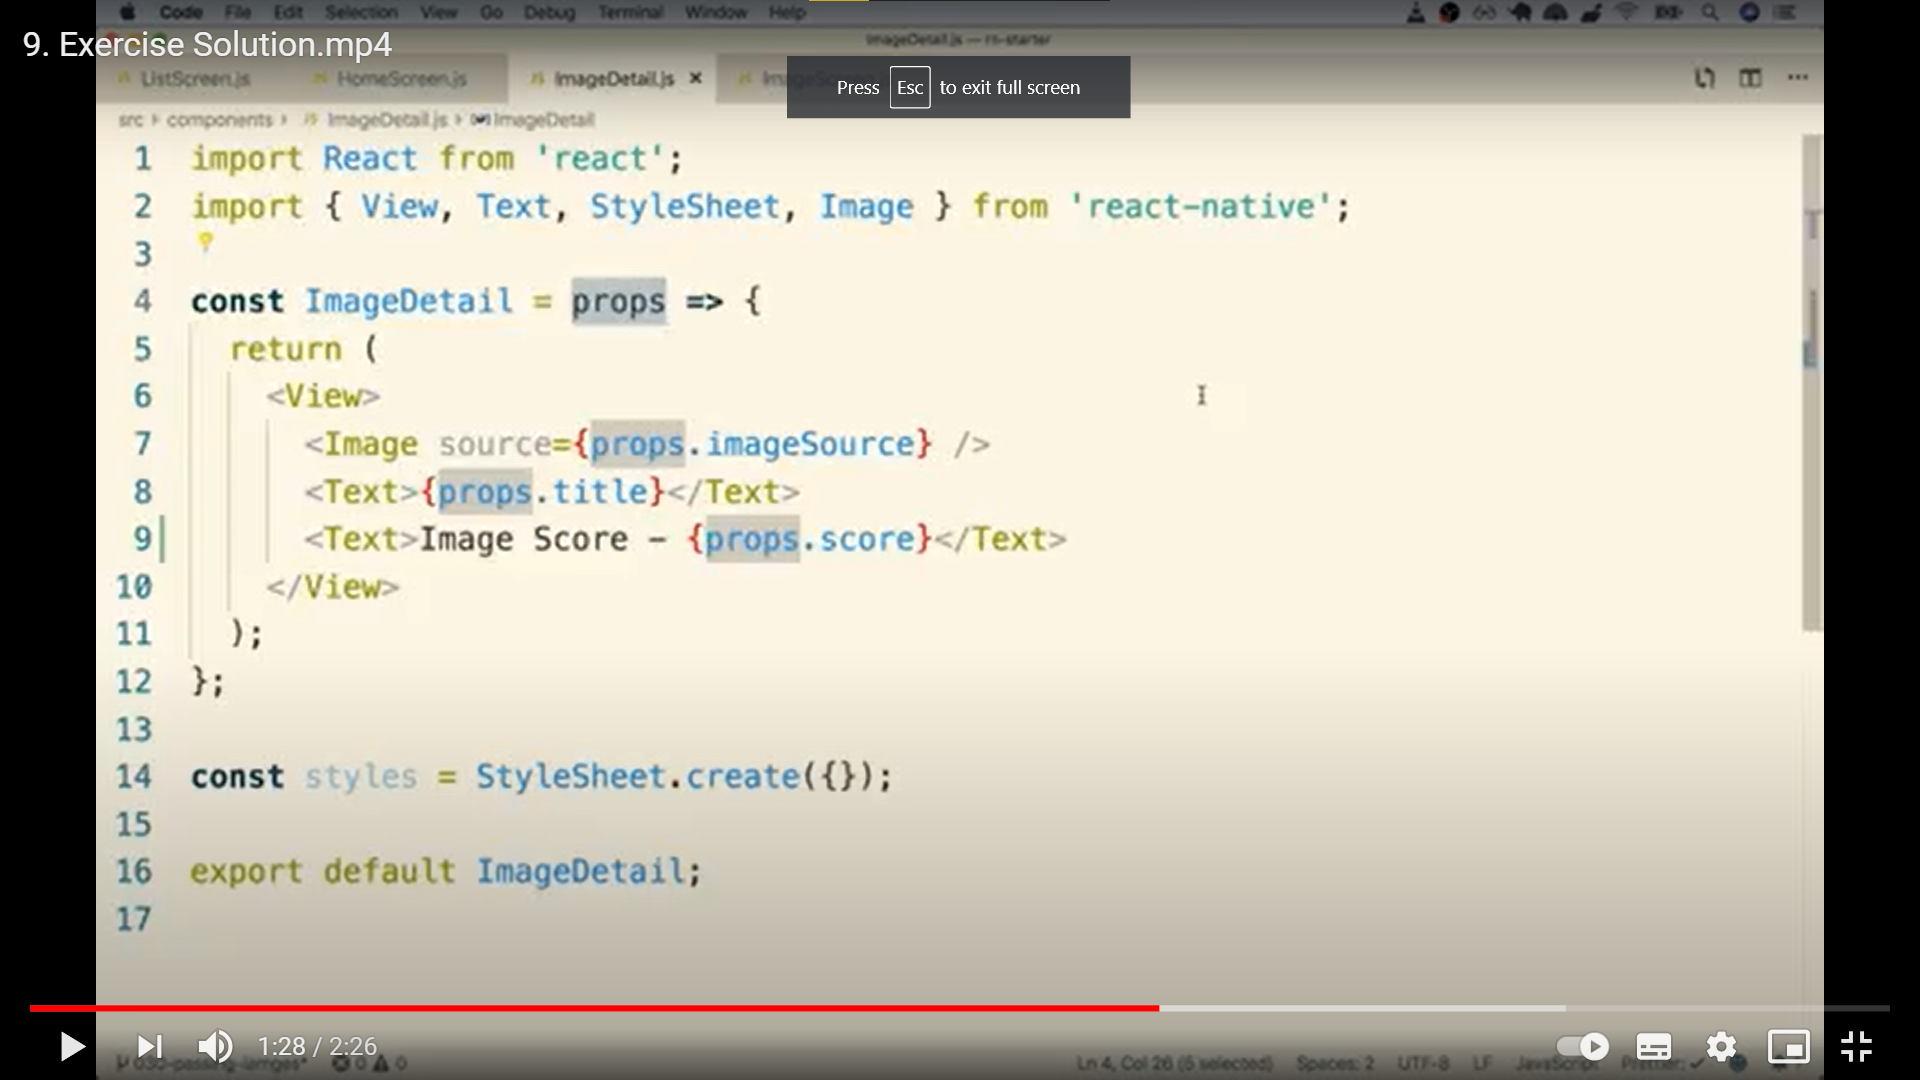 Code File Edit Selection View Go Debug Terminal Window Help
9. Exercise Solution.mp4
ImageDetail.js — rn-starter
ListScreen.js HomeScreen.js ImageDetail.js ×
Press Esc to exit full screen
src components ImageDetail.js ImageDetail
1 import React from 'react';
2 import { View, Text, StyleSheet, Image } from 'react-native';
3
4 const ImageDetail = props => {
5 return (
6 <View>
7 <Image source={props.imageSource} />
8 <Text>{props.title}</Text>
9 <Text>Image Score - {props.score}</Text>
10 </View>
11 );
12 };
13
14 const styles = StyleSheet.create({});
15
16 export default ImageDetail;
17
1:28 / 2:26
0 0 Ln 4, Col 26 (5 selected) Spaces: 2 UTF-8 LF JavaScript Prettier: ✓